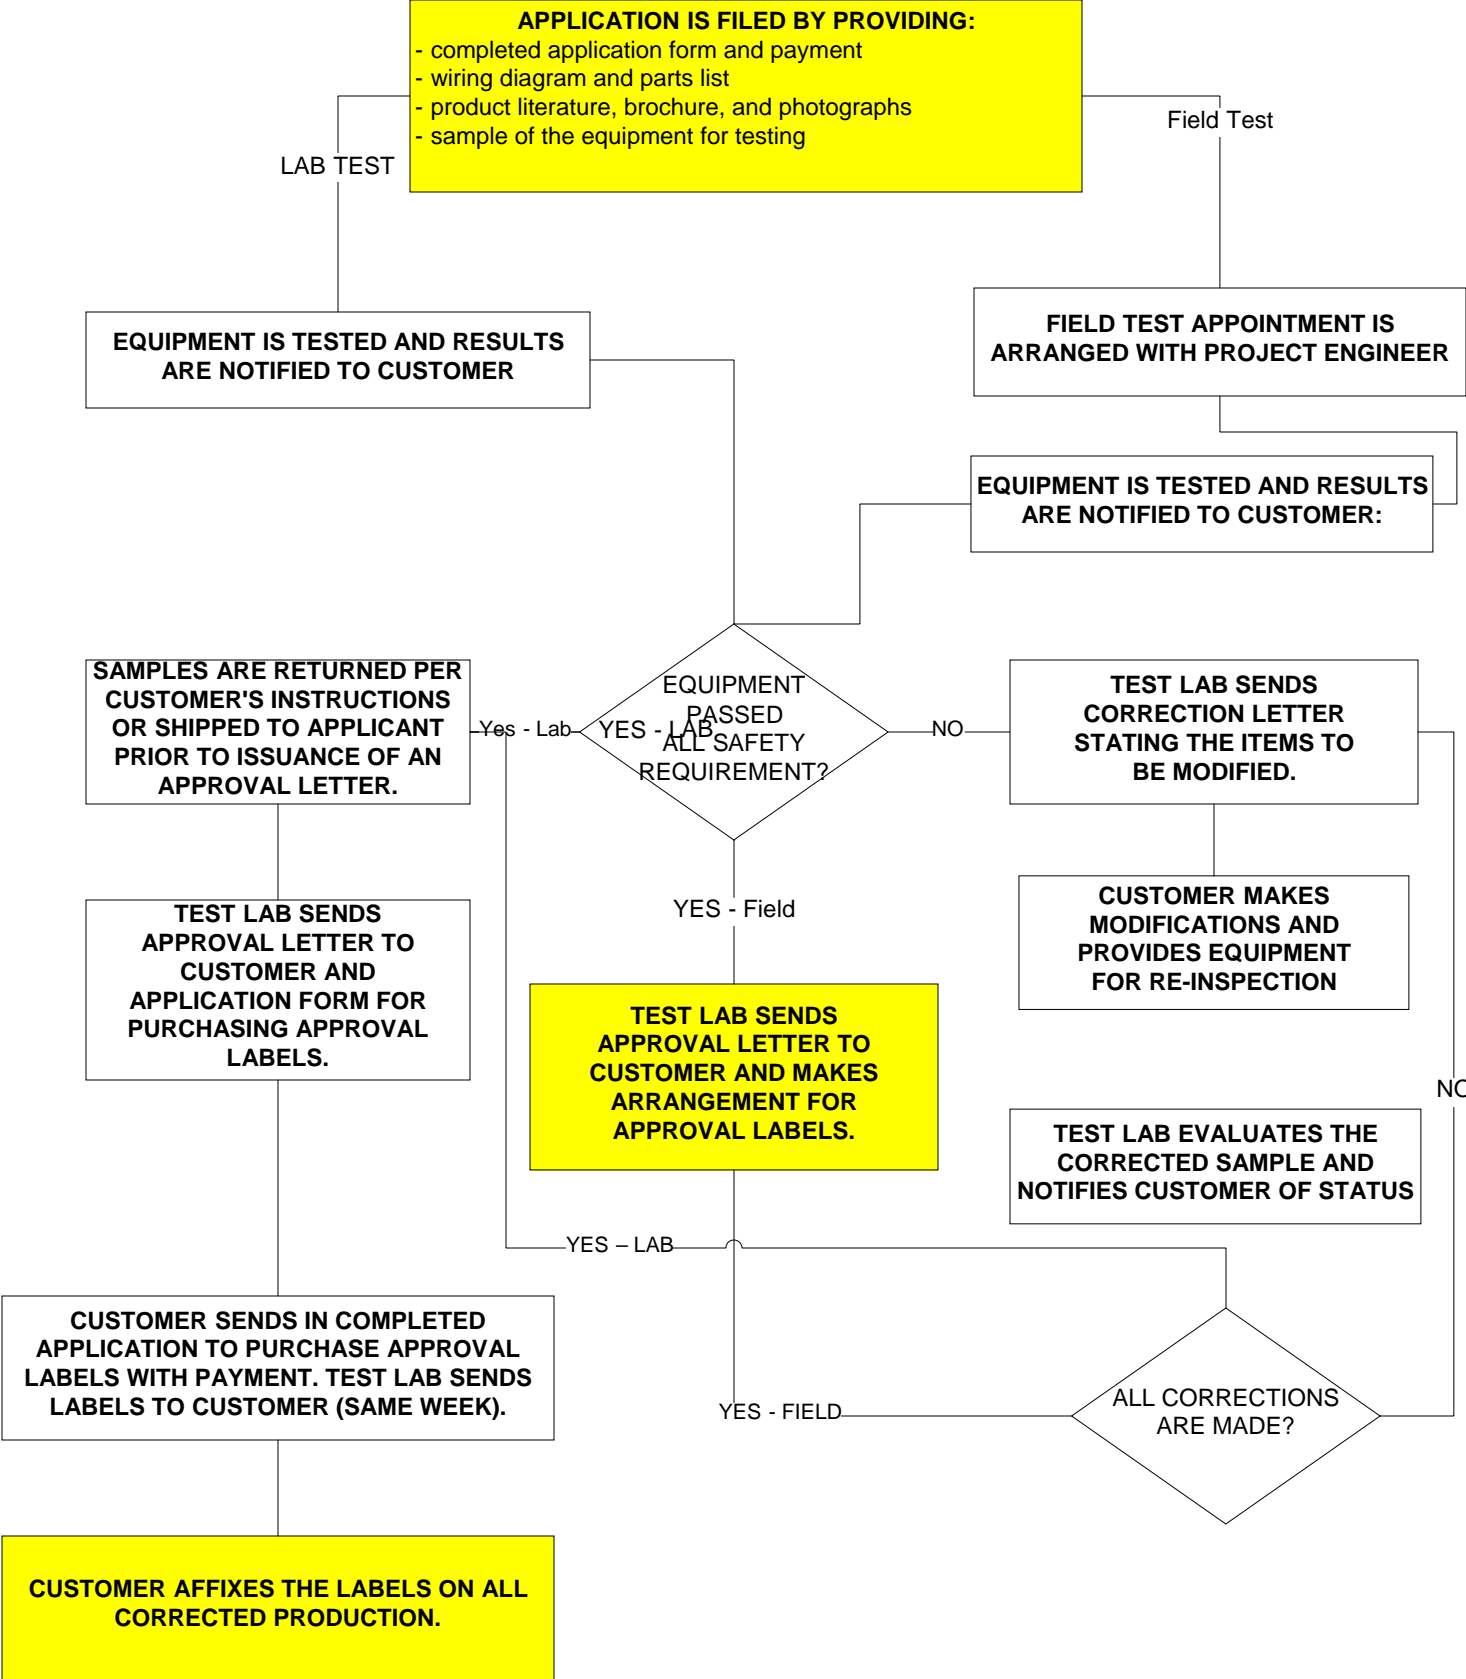 APPLICATION IS FILED BY PROVIDING:
- completed application form and payment
- wiring diagram and parts list
- product literature, brochure, and photographs
- sample of the equipment for testing
LAB TEST
Field Test
EQUIPMENT IS TESTED AND RESULTS
ARE NOTIFIED TO CUSTOMER
FIELD TEST APPOINTMENT IS
ARRANGED WITH PROJECT ENGINEER
EQUIPMENT IS TESTED AND RESULTS
ARE NOTIFIED TO CUSTOMER:
SAMPLES ARE RETURNED PER
CUSTOMER'S INSTRUCTIONS
OR SHIPPED TO APPLICANT
PRIOR TO ISSUANCE OF AN
APPROVAL LETTER.
Yes - Lab
YES - LAB
EQUIPMENT
PASSED
ALL SAFETY
REQUIREMENT?
NO
TEST LAB SENDS
CORRECTION LETTER
STATING THE ITEMS TO
BE MODIFIED.
TEST LAB SENDS
APPROVAL LETTER TO
CUSTOMER AND
APPLICATION FORM FOR
PURCHASING APPROVAL
LABELS.
YES - Field
CUSTOMER MAKES
MODIFICATIONS AND
PROVIDES EQUIPMENT
FOR RE-INSPECTION
TEST LAB SENDS
APPROVAL LETTER TO
CUSTOMER AND MAKES
ARRANGEMENT FOR
APPROVAL LABELS.
NO
TEST LAB EVALUATES THE
CORRECTED SAMPLE AND
NOTIFIES CUSTOMER OF STATUS
YES – LAB
CUSTOMER SENDS IN COMPLETED
APPLICATION TO PURCHASE APPROVAL
LABELS WITH PAYMENT. TEST LAB SENDS
LABELS TO CUSTOMER (SAME WEEK).
YES - FIELD
ALL CORRECTIONS
ARE MADE?
CUSTOMER AFFIXES THE LABELS ON ALL
CORRECTED PRODUCTION.